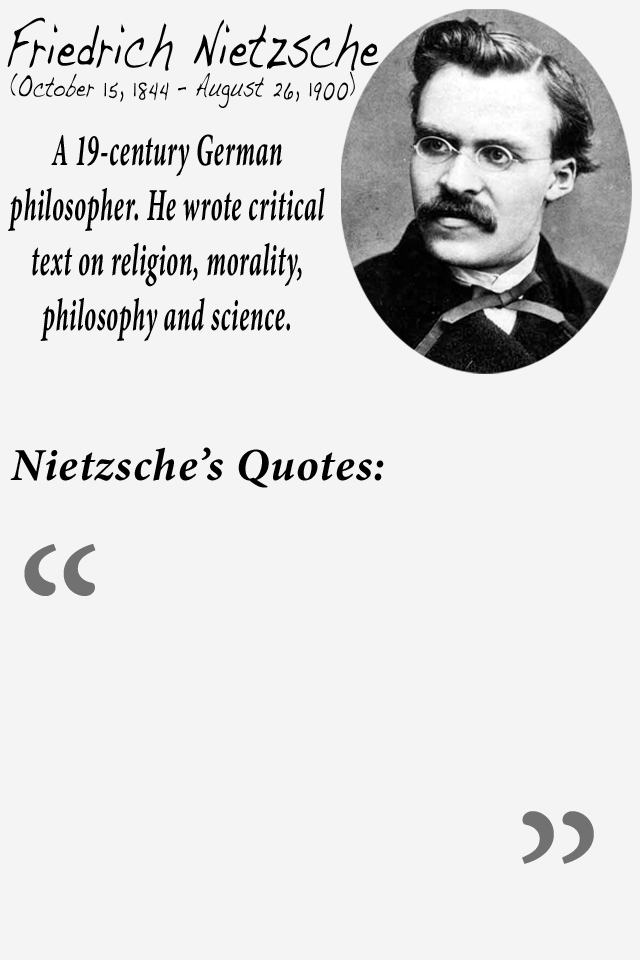 Friedrich Nietzsche
(October 15, 1844 - August 26, 1900)
A 19-century German
philosopher. He wrote critical
text on religion, morality,
philosophy and science.
Nietzsche’s Quotes:
“
”